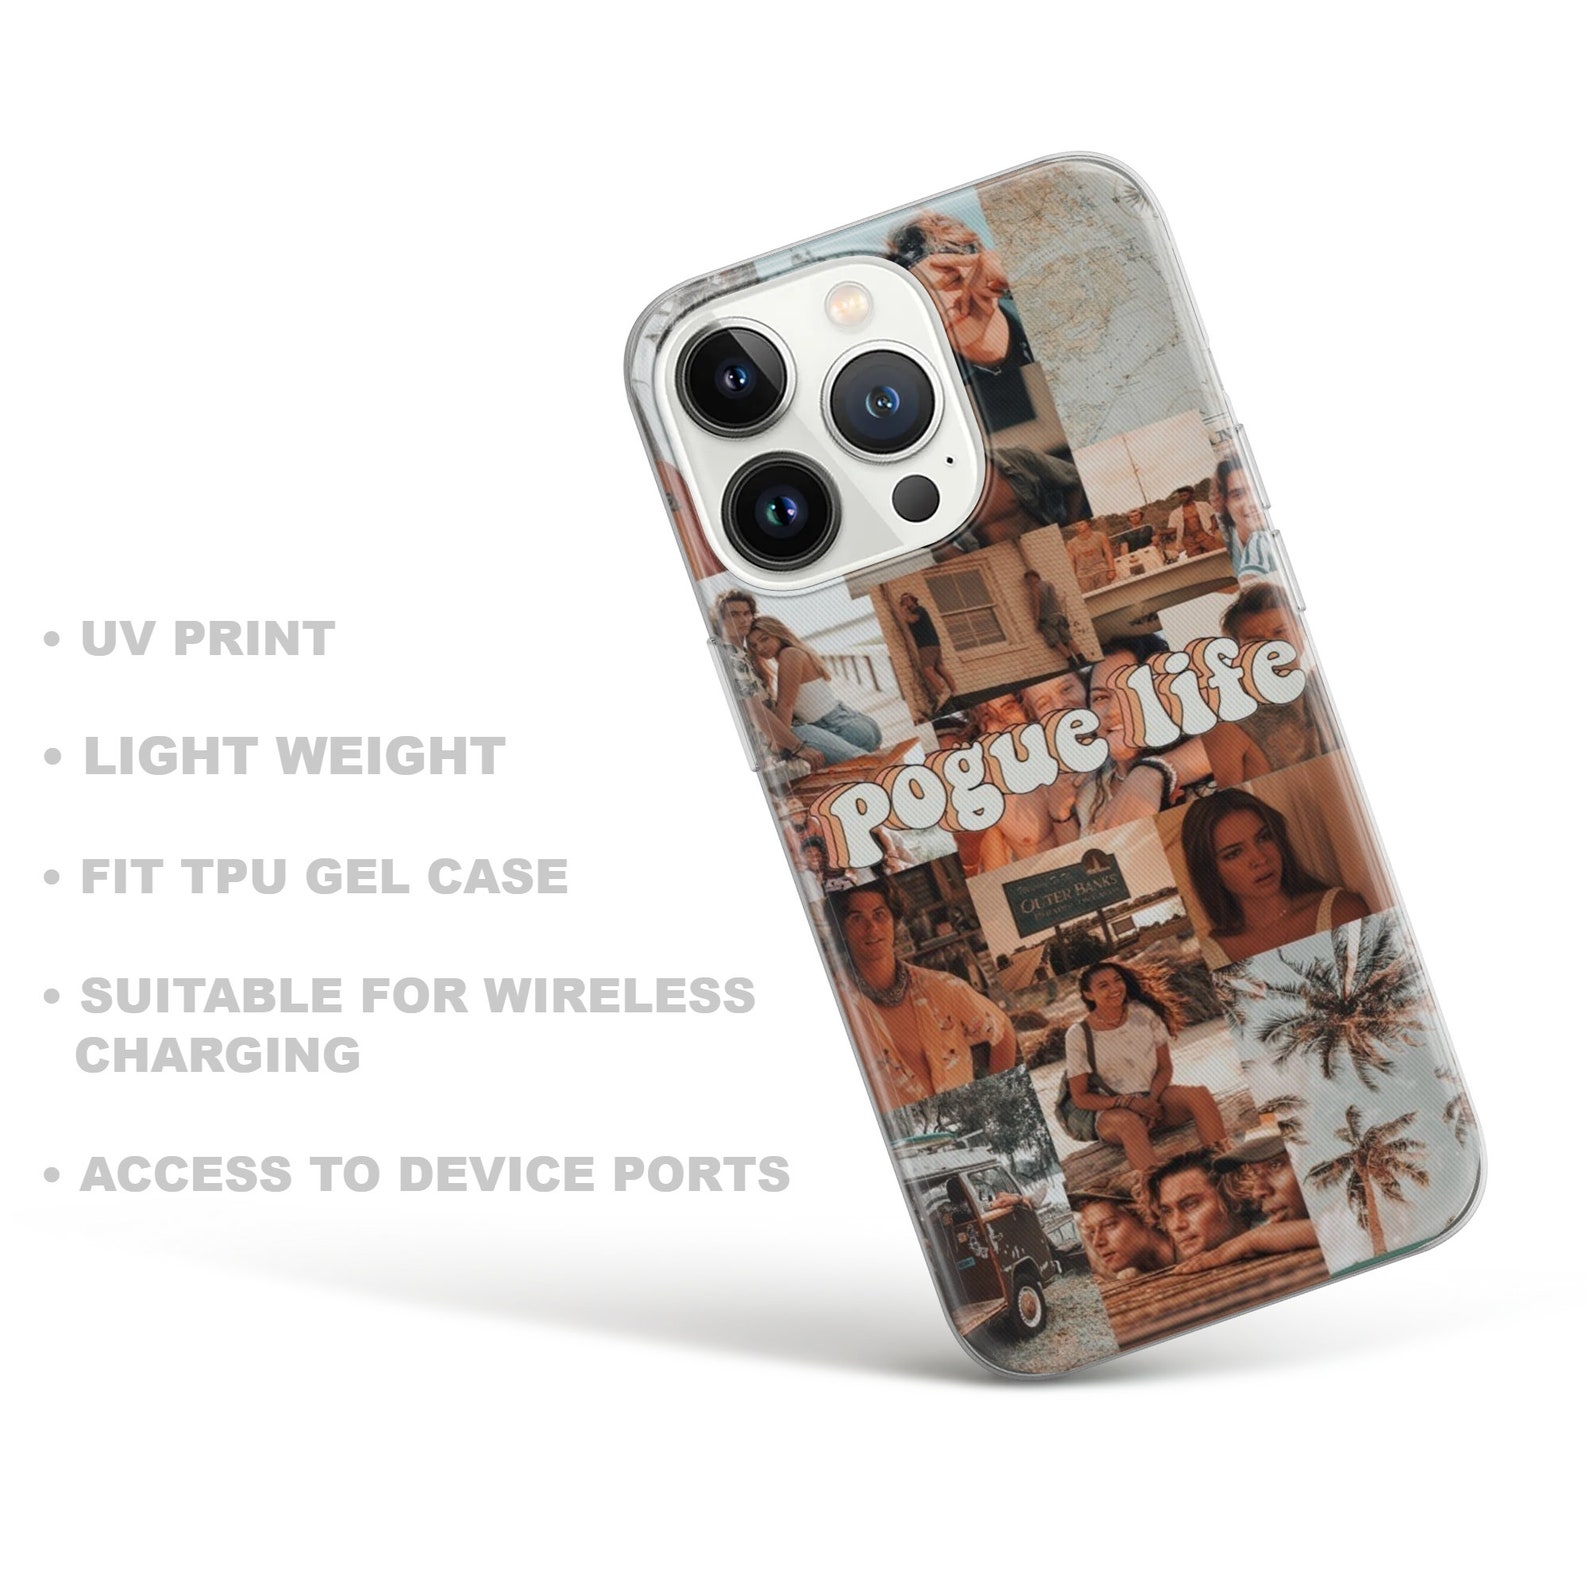 • UV PRINT
• LIGHT WEIGHT
• FIT TPU GEL CASE
• SUITABLE FOR WIRELESS
CHARGING
• ACCESS TO DEVICE PORTS
pogue life
OUTER BANKS